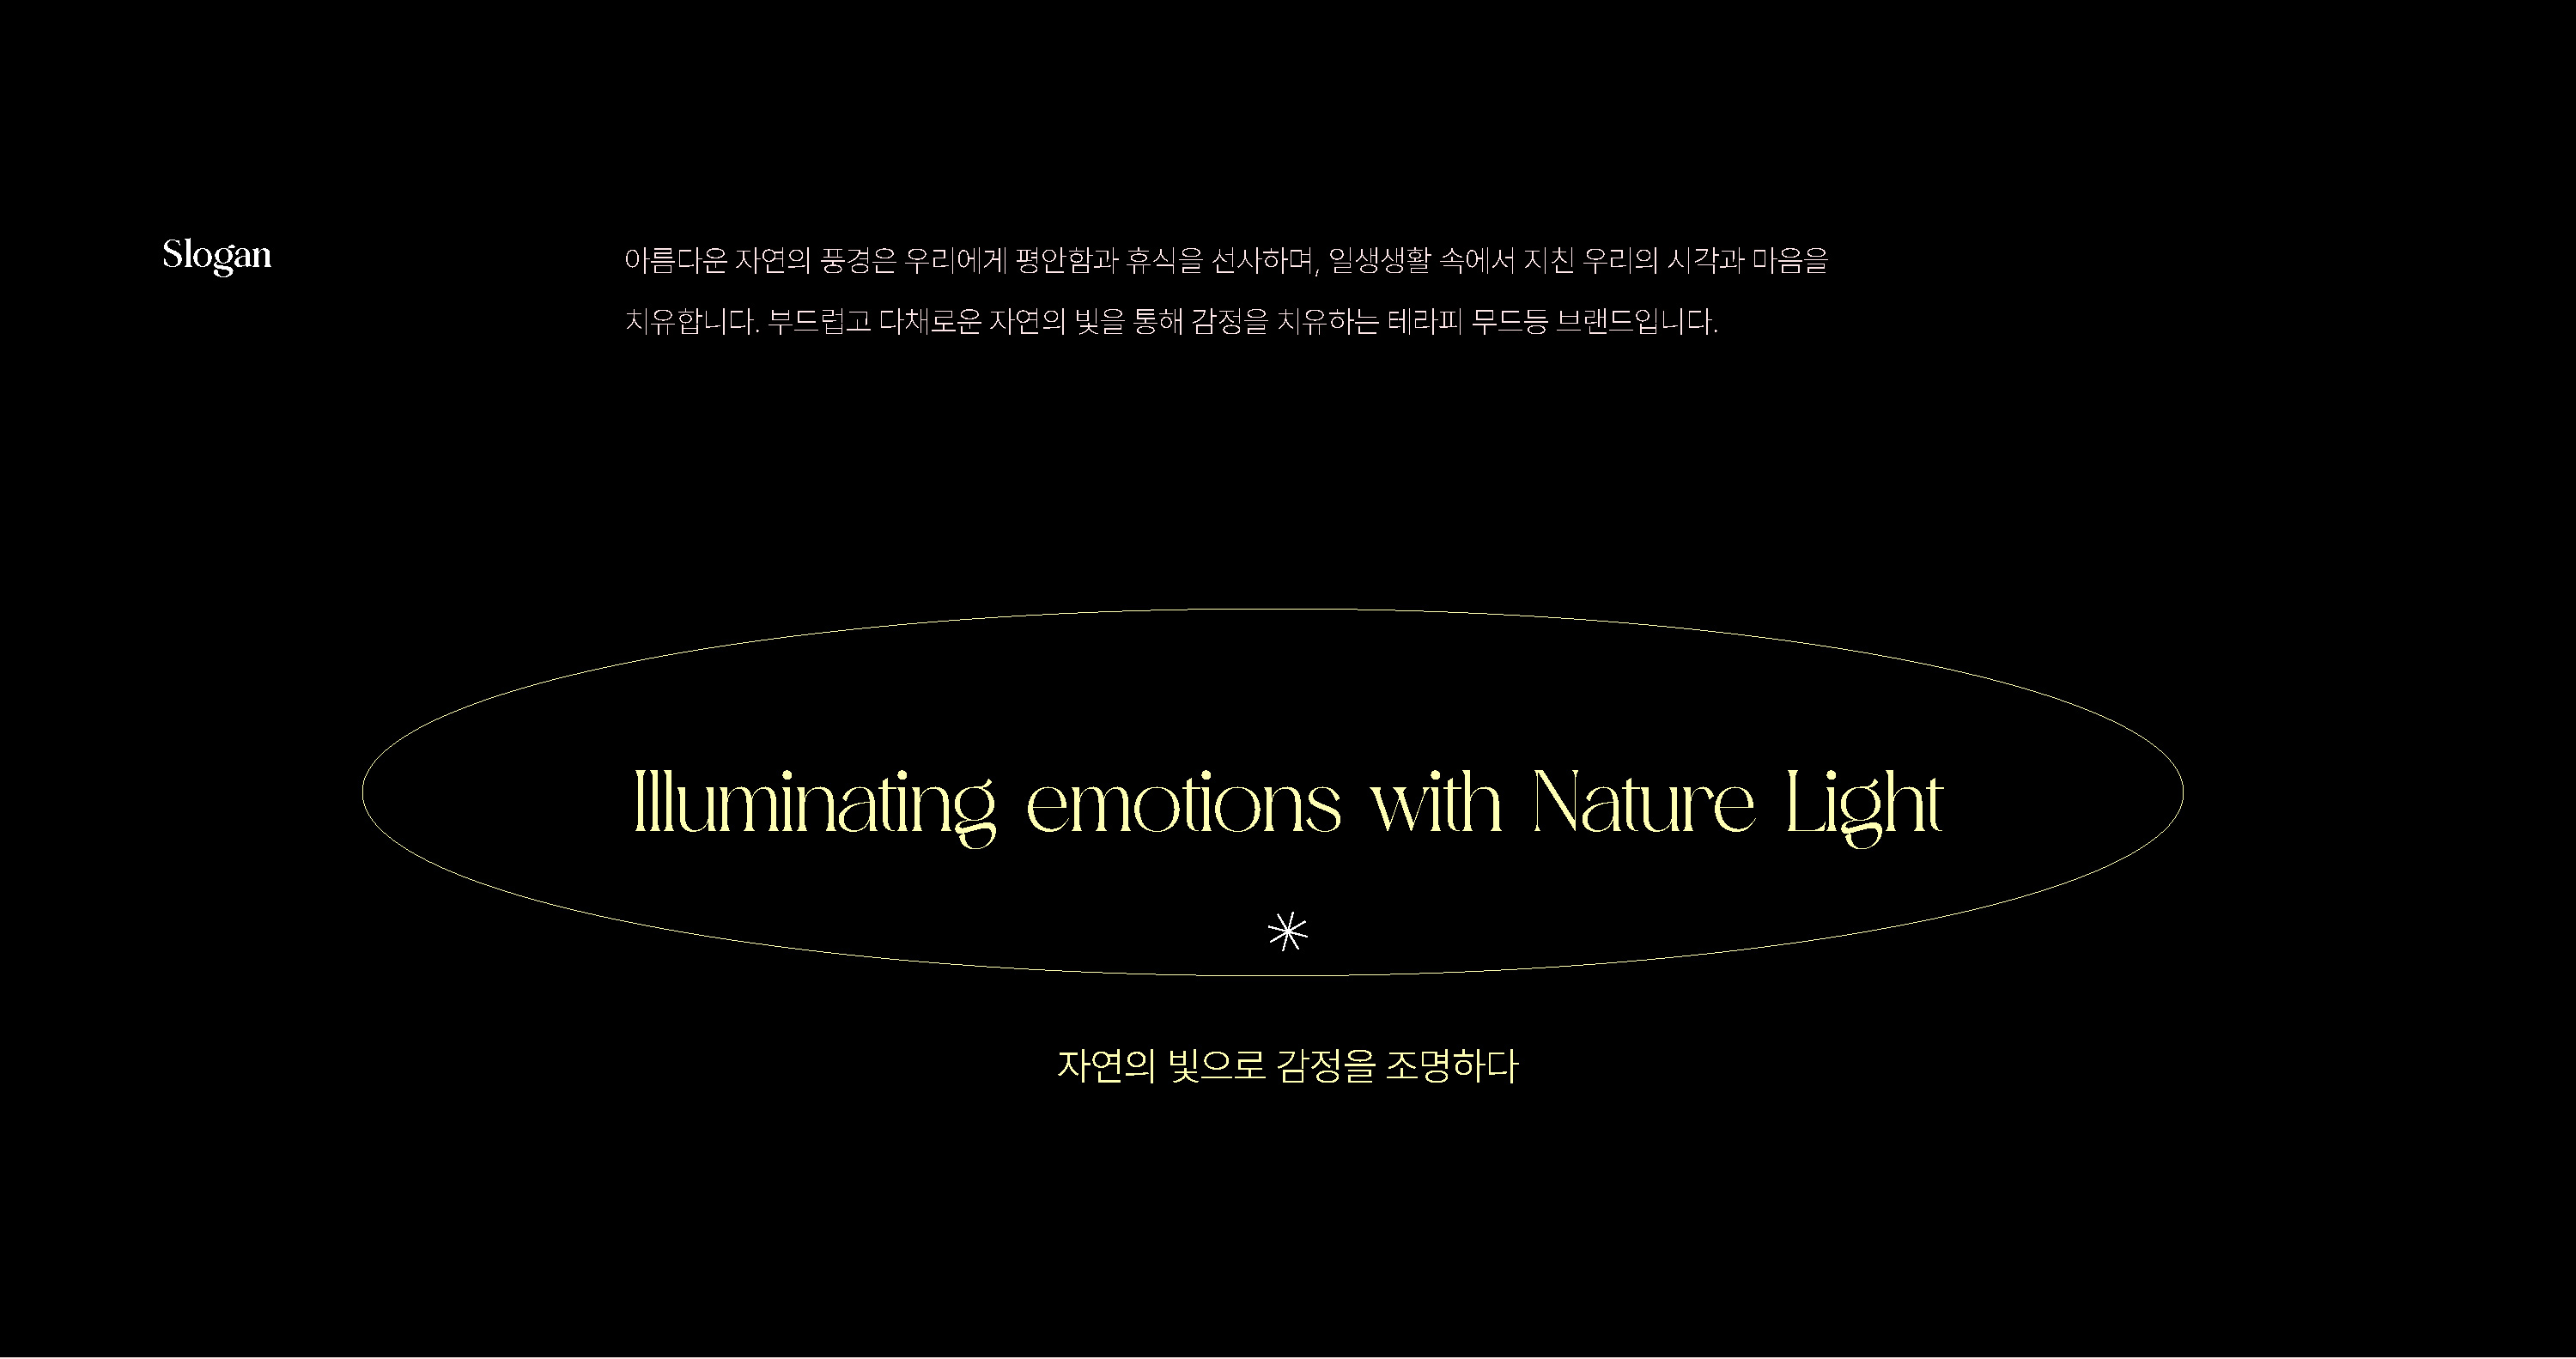 Slogan
아름다운 자연의 풍경은 우리에게 평안함과 휴식을 선사하며, 일생생활 속에서 지친 우리의 시각과 마음을
치유합니다. 부드럽고 다채로운 자연의 빛을 통해 감정을 치유하는 테라피 무드등 브랜드입니다.
Illuminating emotions with Nature Light
자연의 빛으로 감정을 조명하다